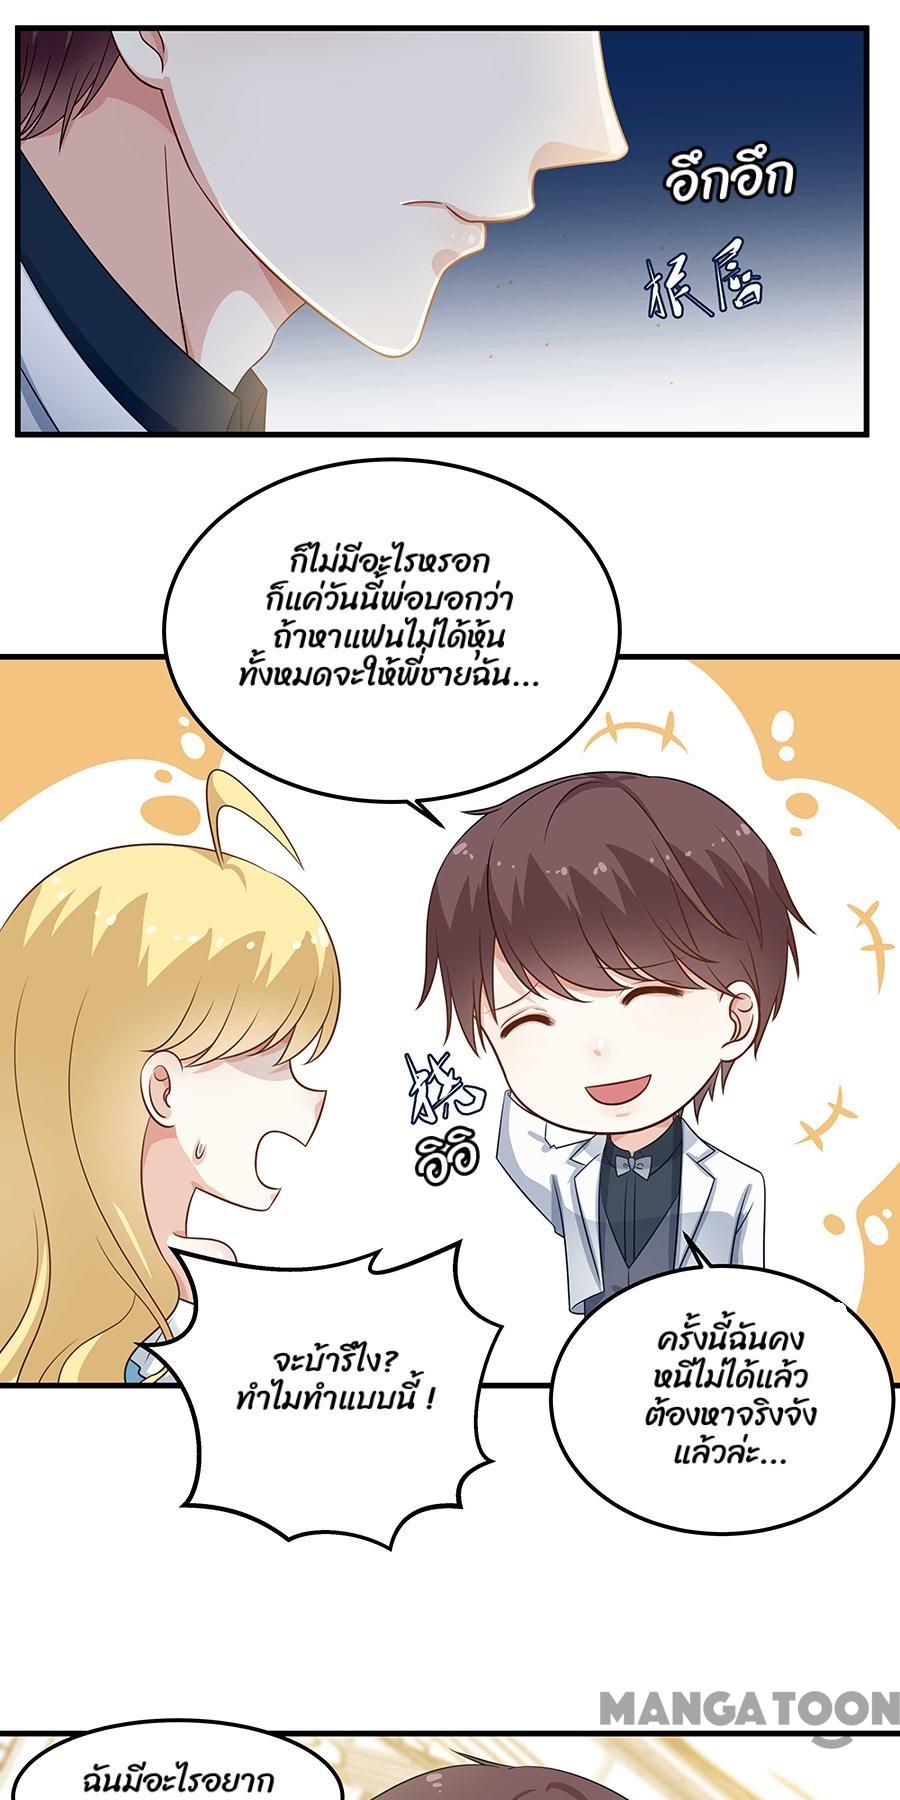 อึกอึก
抿唇
ก็ไม่มีอะไรหรอก
ก็แค่วันนี้พ่อบอกว่า
ถ้าหาแฟนไม่ได้หุ้น
ทั้งหมดจะให้พี่ชายฉัน...
挠
อิอิ
จะบ้ารึไง?
ทำไมทำแบบนี้ !
ครั้งนี้ฉันคง
หนีไม่ได้แล้ว
ต้องหาจริงจัง
แล้วล่ะ...
MANGATOON
ฉันมีอะไรอยาก